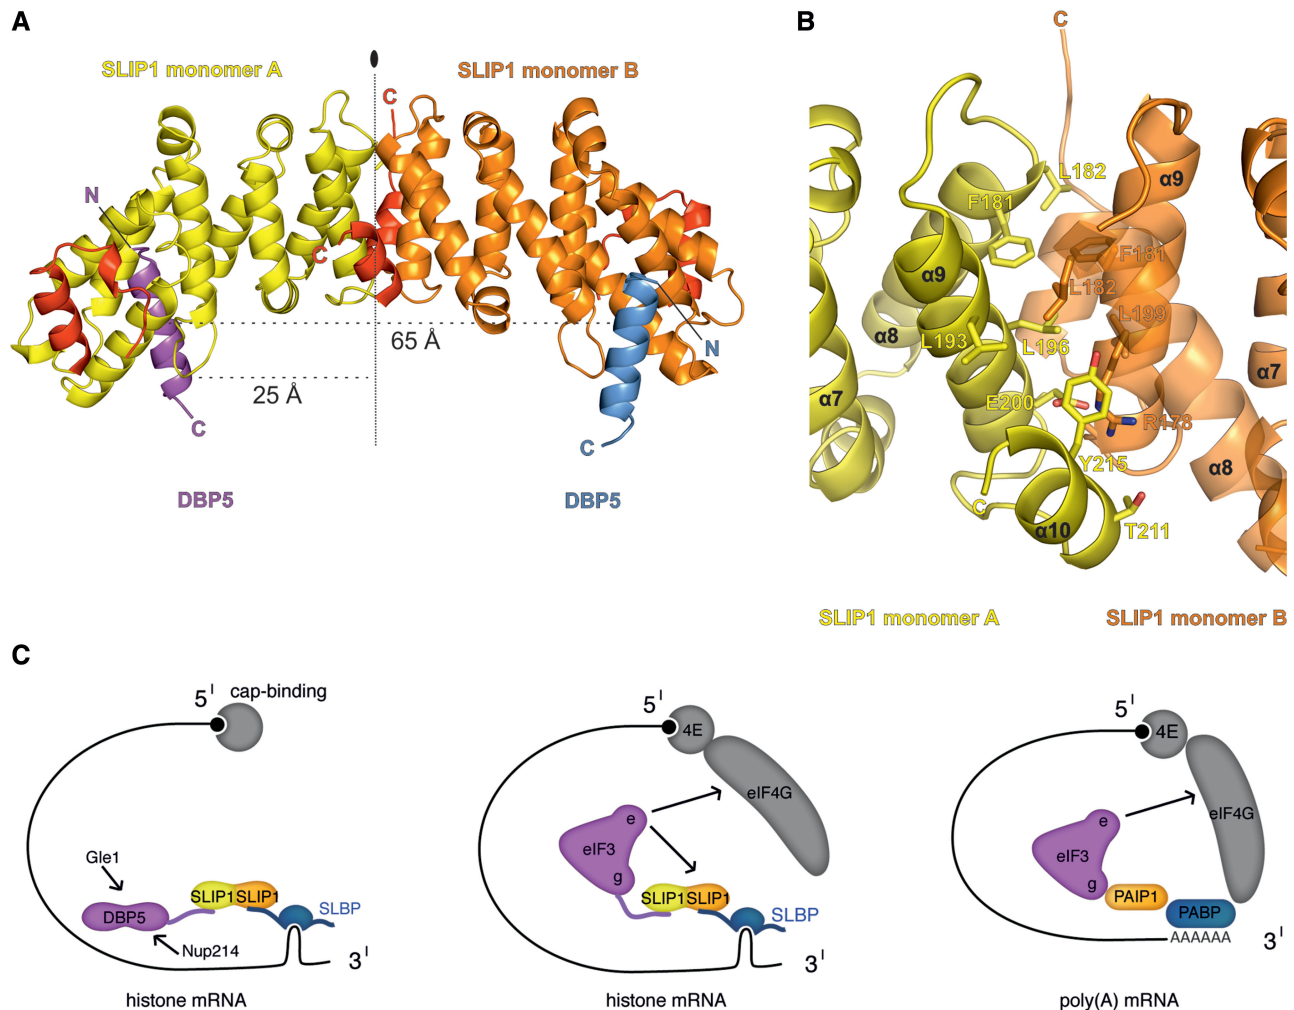 A
SLIP1 monomer A
SLIP1 monomer B
C
N
C
65 Å
N
25 Å
C
C
DBP5
DBP5
B
C
L182
α9
F181
F181
α9
L182
L199
α8
L193
L196
α7
α7
E200
R178
Y215
α8
C
α10
T211
SLIP1 monomer A
SLIP1 monomer B
C
5'
cap-binding
Gle1
SLIP1
SLIP1
DBP5
SLBP
Nup214
3'
histone mRNA
5'
4E
eIF4G
e
eIF3
g
SLIP1
SLIP1
SLBP
3'
histone mRNA
5'
4E
eIF4G
e
eIF3
g
PAIP1
PABP
AAAAAA
3'
poly(A) mRNA